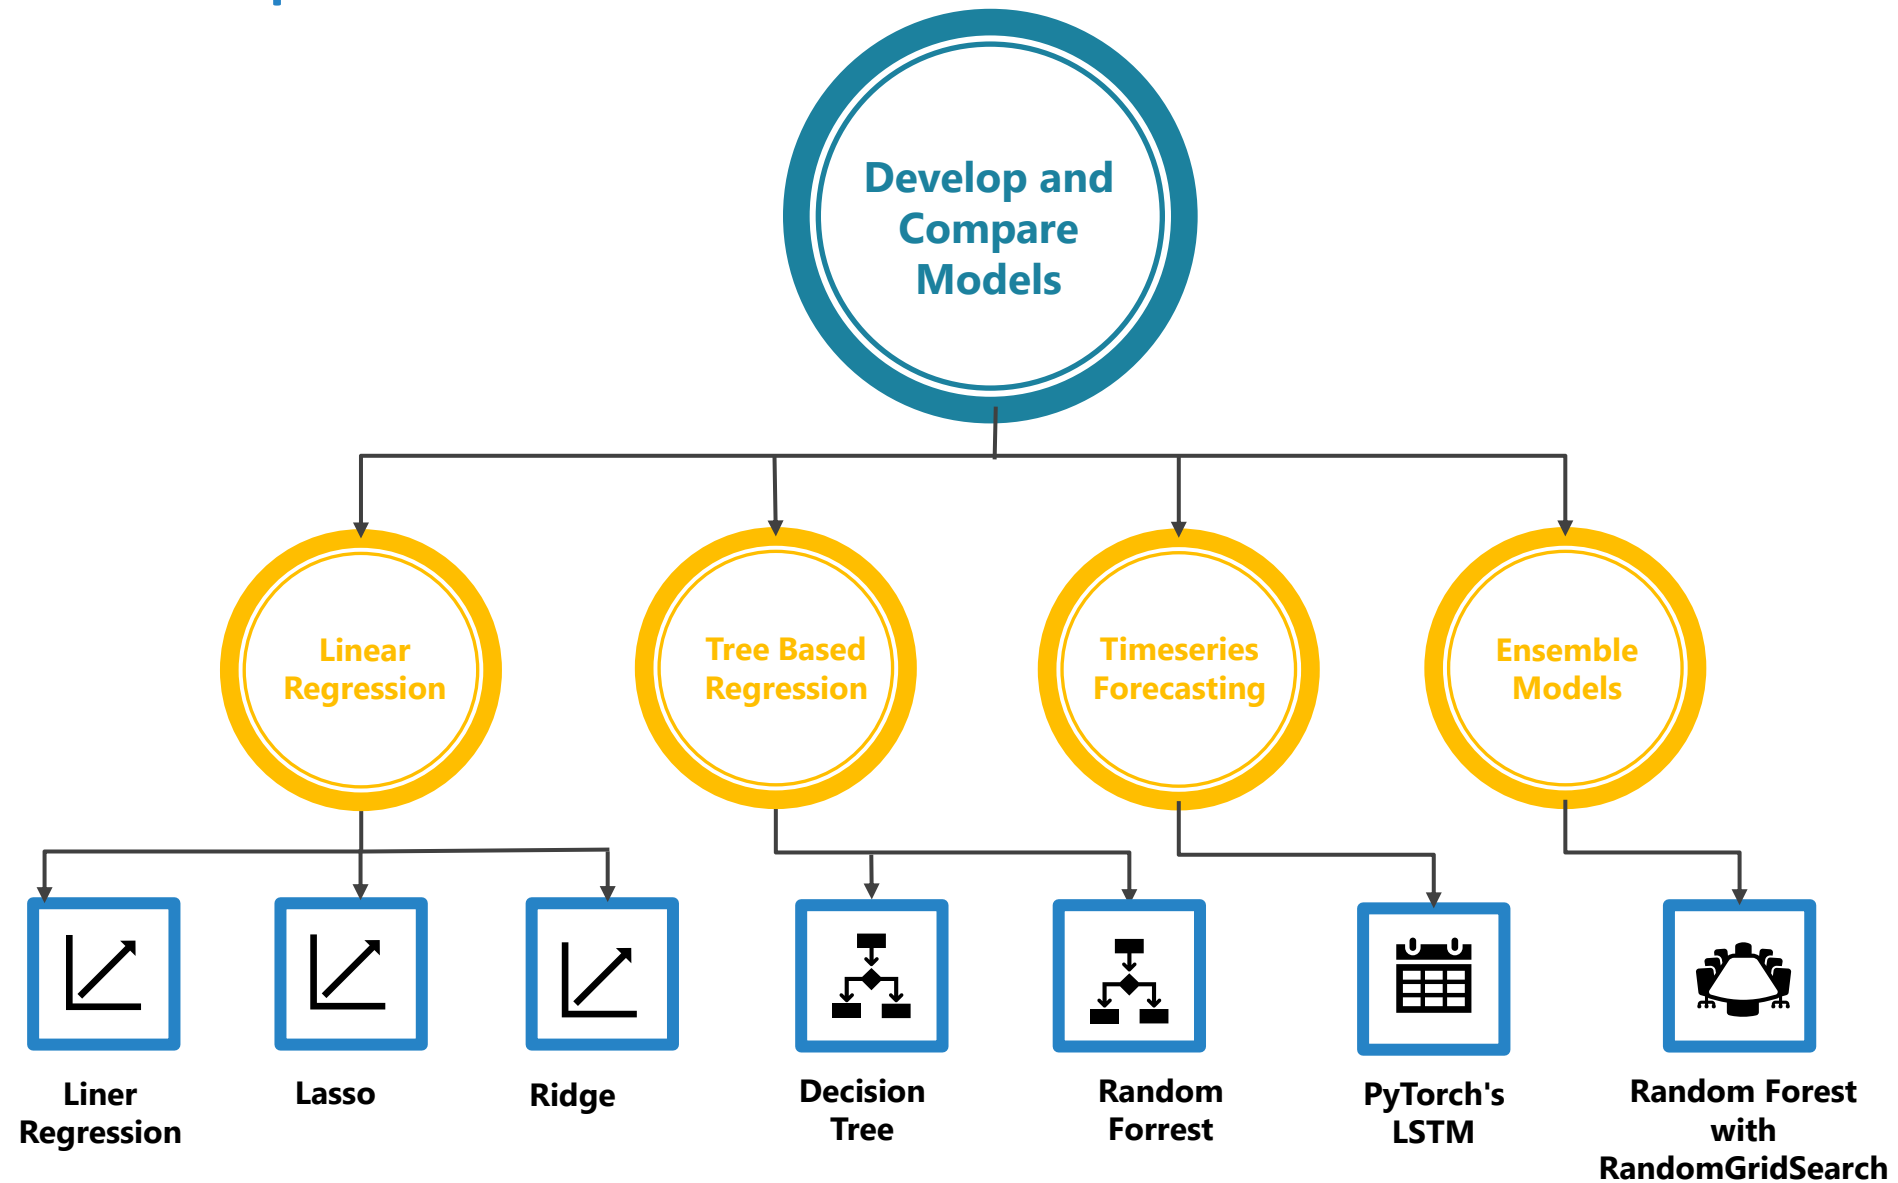 Develop and
Compare
Models
Linear
Regression
Tree Based
Regression
Timeseries
Forecasting
Ensemble
Models
Liner
Regression
Lasso
Ridge
Decision
Tree
Random
Forrest
PyTorch's
LSTM
Random Forest
with
RandomGridSearch